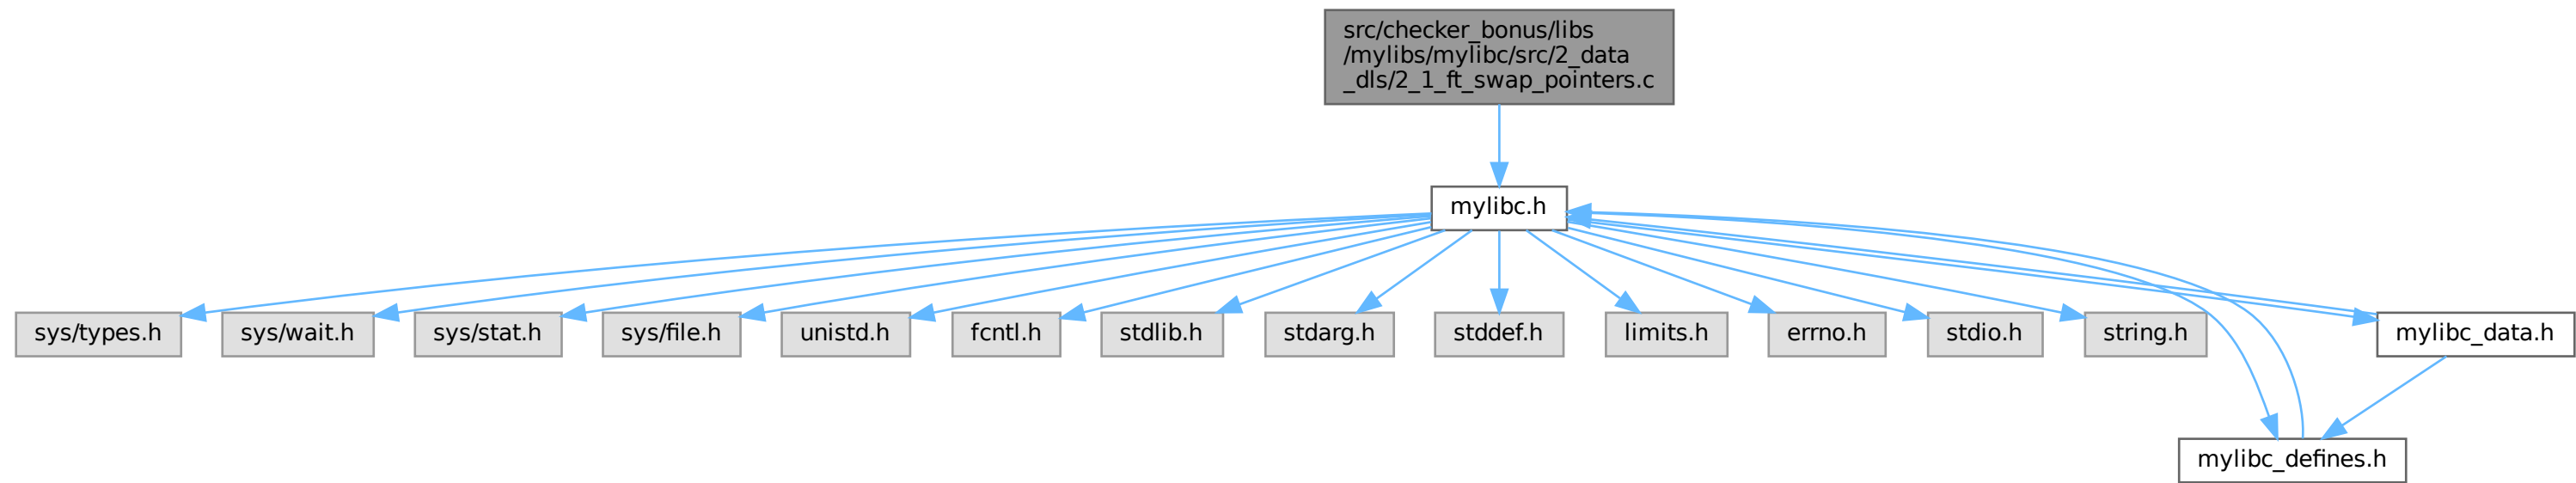 src/checker_bonus/libs
/mylibs/mylibc/src/2_data
_dls/2_1_ft_swap_pointers.c
mylibc.h
sys/types.h
sys/wait.h
sys/stat.h
sys/file.h
unistd.h
fcntl.h
stdlib.h
stdarg.h
stddef.h
limits.h
errno.h
stdio.h
string.h
mylibc_data.h
mylibc_defines.h